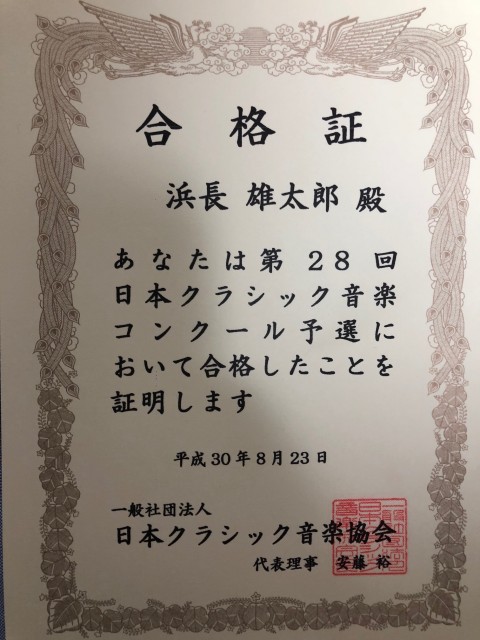 合格証
浜長 雄太郎 殿
あなたは第28回
日本クラシック音楽
コンクール予選に
おいて合格したことを
証明します
平成30年8月23日
一般社団法人
日本クラシック音楽協会
代表理事 安藤 裕